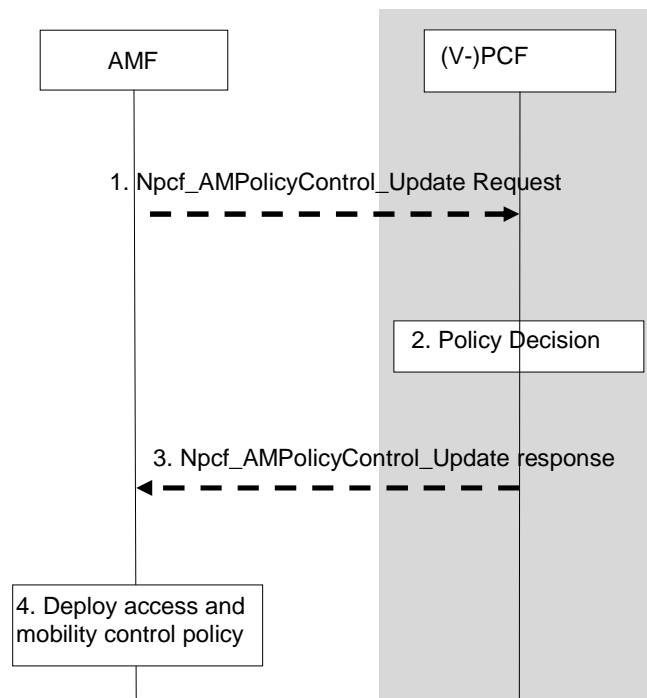 AMF
(V-)PCF
1. Npcf_AMPolicyControl_Update Request
2. Policy Decision
3. Npcf_AMPolicyControl_Update response
4. Deploy access and
mobility control policy